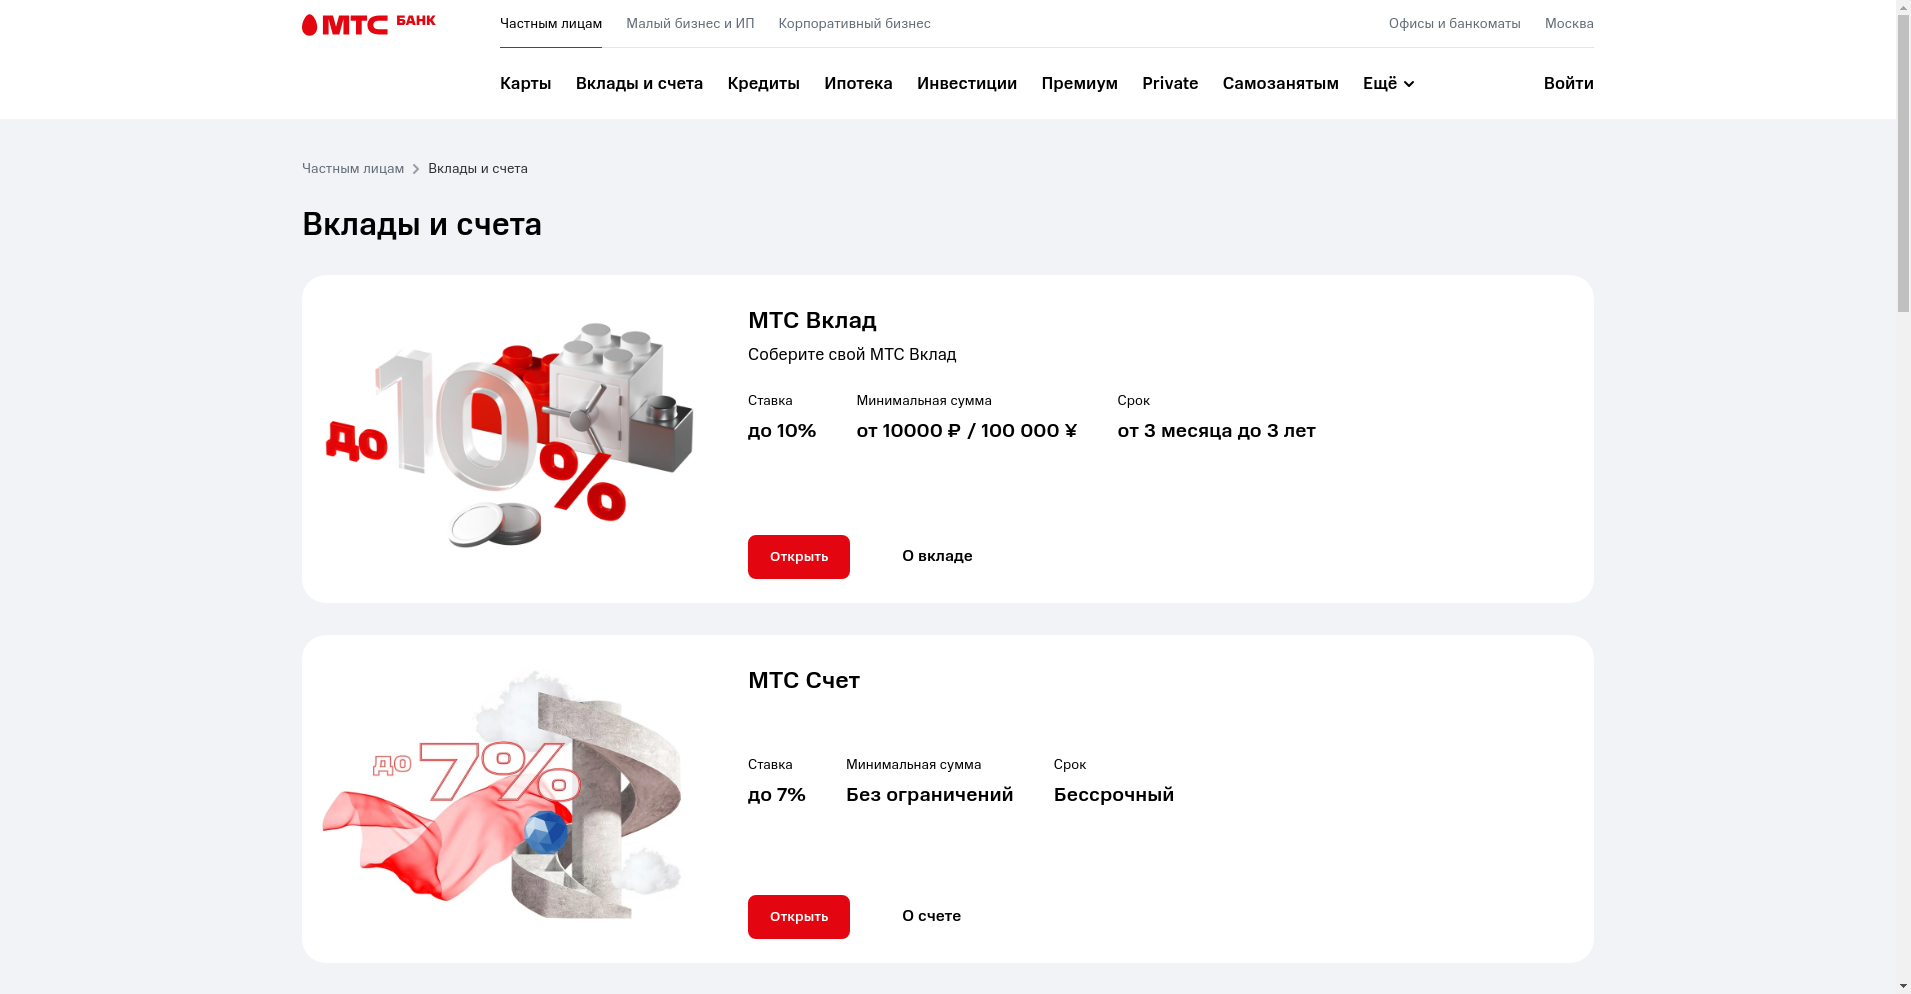 МТС БАНК
Частным лицам Малый бизнес и ИП Корпоративный бизнес Офисы и банкоматы Москва
Карты Вклады и счета Кредиты Ипотека Инвестиции Премиум Private Самозанятым Ещё Войти
Частным лицам Вклады и счета
Вклады и счета
до 10%
МТС Вклад
Соберите свой МТС Вклад
Ставка Минимальная сумма Срок
до 10% от 10000 ₽ / 100 000 ¥ от 3 месяца до 3 лет
Открыть О вкладе
до 7%
МТС Счет
Ставка Минимальная сумма Срок
до 7% Без ограничений Бессрочный
Открыть О счете